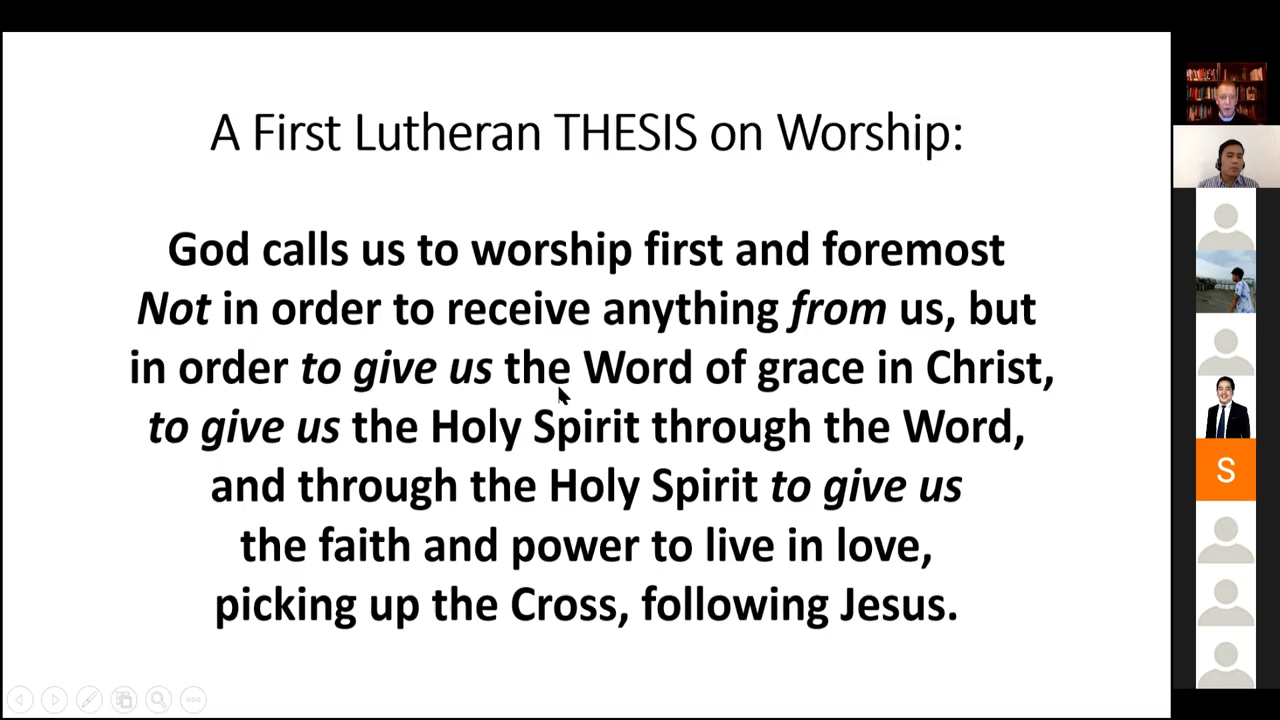 A First Lutheran THESIS on Worship:
God calls us to worship first and foremost
Not in order to receive anything from us, but
in order to give us the Word of grace in Christ,
to give us the Holy Spirit through the Word,
and through the Holy Spirit to give us
the faith and power to live in love,
picking up the Cross, following Jesus.
S